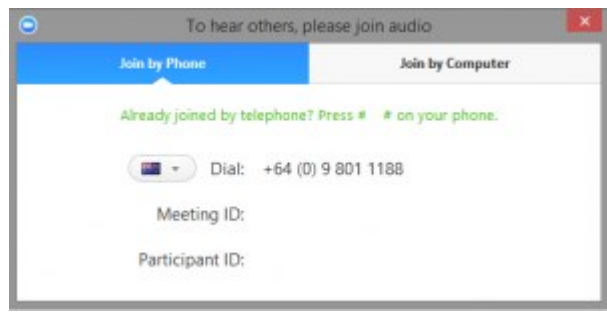 To hear others, please join audio
Join by Phone Join by Computer
Already joined by telephone? Press # # on your phone.
Dial: +64 (0) 9 801 1188
Meeting ID:
Participant ID: